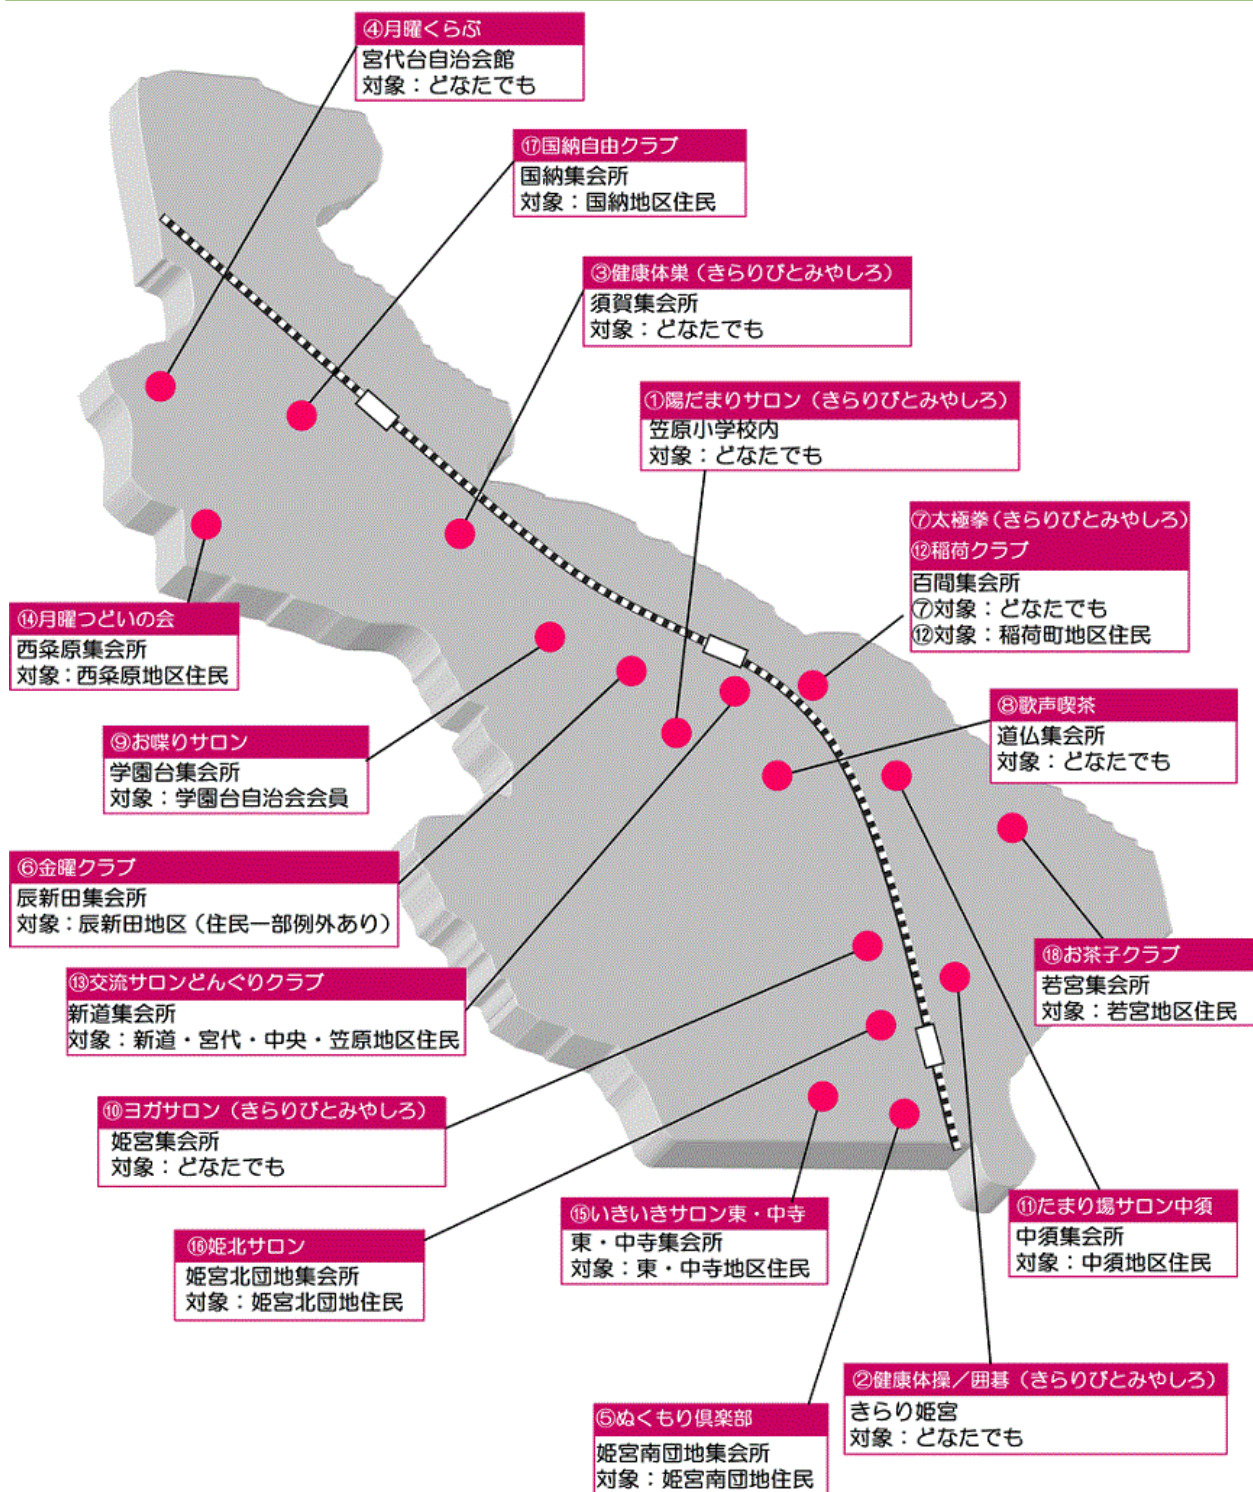 ④月曜くらぶ
宮代台自治会館
対象：どなたでも
⑰国納自由クラブ
国納集会所
対象：国納地区住民
③健康体巣（きらりびとみやしろ）
須賀集会所
対象：どなたでも
①陽だまりサロン（きらりびとみやしろ）
笠原小学校内
対象：どなたでも
⑦太極拳（きらりびとみやしろ）
⑫稲荷クラブ
百間集会所
⑦対象：どなたでも
⑫対象：稲荷町地区住民
⑭月曜つどいの会
西粂原集会所
対象：西粂原地区住民
⑧歌声喫茶
道仏集会所
対象：どなたでも
⑨お喋りサロン
学園台集会所
対象：学園台自治会会員
⑥金曜クラブ
辰新田集会所
対象：辰新田地区（住民一部例外あり）
⑱お茶子クラブ
若宮集会所
対象：若宮地区住民
⑬交流サロンどんぐりクラブ
新道集会所
対象：新道・宮代・中央・笠原地区住民
⑩ヨガサロン（きらりびとみやしろ）
姫宮集会所
対象：どなたでも
⑮いきいきサロン東・中寺
東・中寺集会所
対象：東・中寺地区住民
⑪たまり場サロン中須
中須集会所
対象：中須地区住民
⑯姫北サロン
姫宮北団地集会所
対象：姫宮北団地住民
②健康体操／囲碁（きらりびとみやしろ）
きらり姫宮
対象：どなたでも
⑤ぬくもり倶楽部
姫宮南団地集会所
対象：姫宮南団地住民